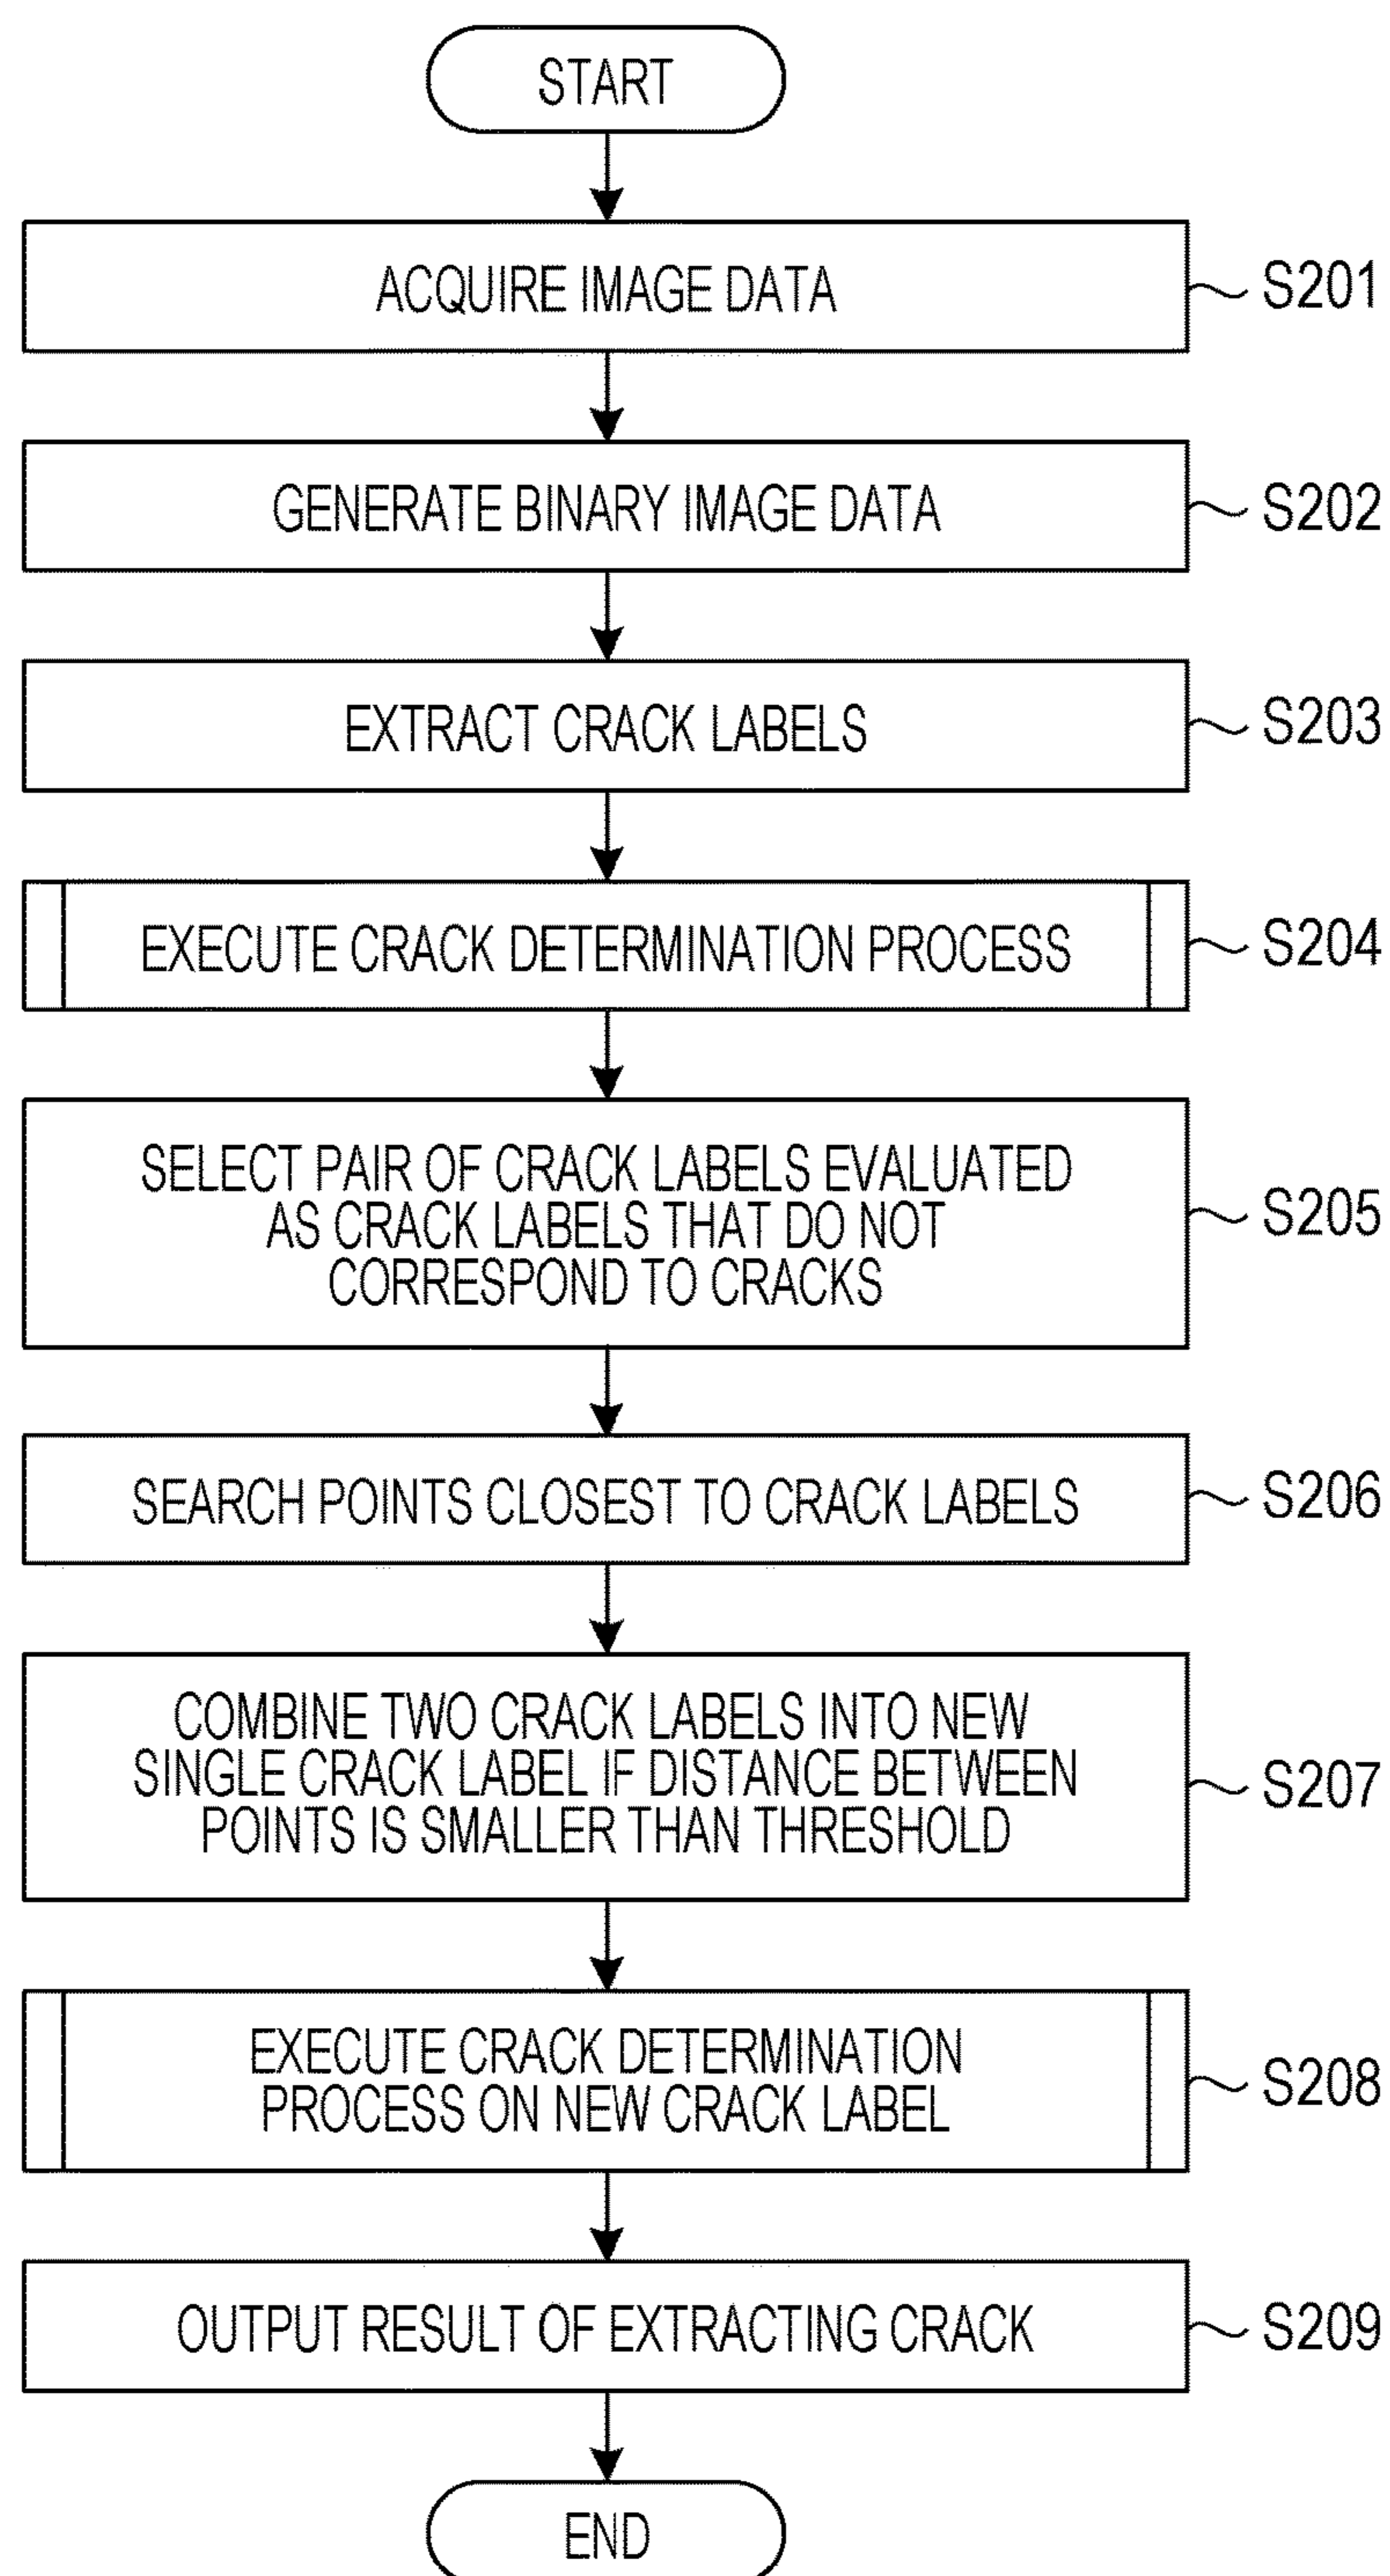 START
ACQUIRE IMAGE DATA
S201
GENERATE BINARY IMAGE DATA
S202
EXTRACT CRACK LABELS
S203
EXECUTE CRACK DETERMINATION PROCESS
S204
SELECT PAIR OF CRACK LABELS EVALUATED
AS CRACK LABELS THAT DO NOT
CORRESPOND TO CRACKS
S205
SEARCH POINTS CLOSEST TO CRACK LABELS
S206
COMBINE TWO CRACK LABELS INTO NEW
SINGLE CRACK LABEL IF DISTANCE BETWEEN
POINTS IS SMALLER THAN THRESHOLD
S207
EXECUTE CRACK DETERMINATION
PROCESS ON NEW CRACK LABEL
S208
OUTPUT RESULT OF EXTRACTING CRACK
S209
END